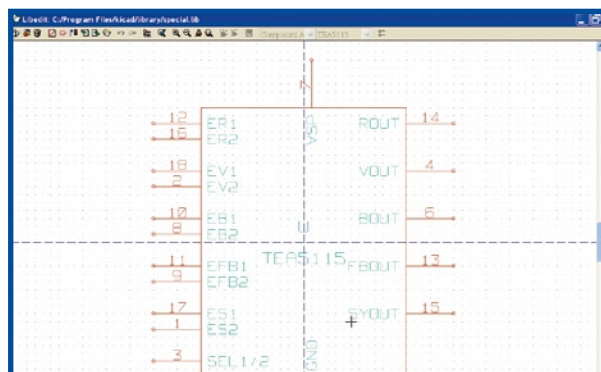 Libedit: C:/Program Files/kicad/library/special.lib
Component A TEA5115
7
12 ER1 VSP ROUT 14
16 ER2
18 EV1 VOUT 4
2 EV2
10 EB1 BOUT 6
8 EB2
TEA5115
11 EFB1 FBOUT 13
9 EFB2
17 ES1 SYOUT 15
1 ES2
3 SEL1/2 GND